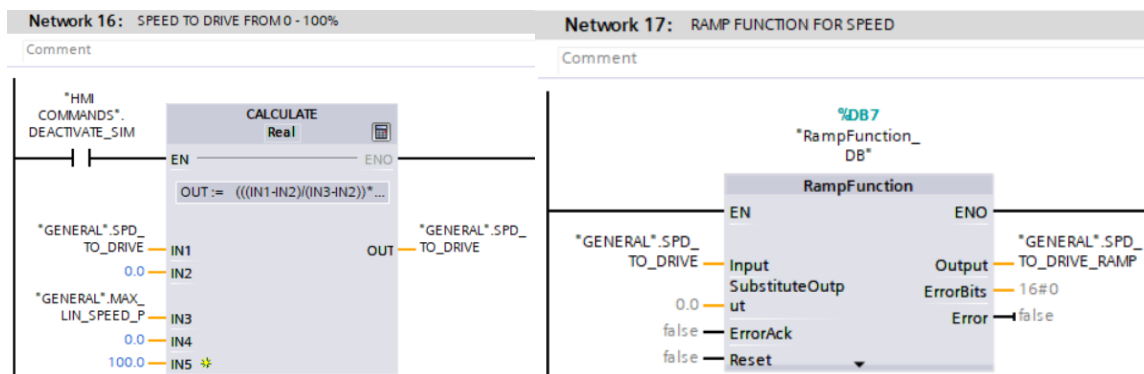 Network 16: SPEED TO DRIVE FROM 0 - 100%
Comment
"HMI
COMMANDS".
DEACTIVATE_SIM
CALCULATE
Real
EN
ENO
OUT := (((IN1-IN2)/(IN3-IN2))*...
"GENERAL".SPD_
TO_DRIVE
IN1
OUT
"GENERAL".SPD_
TO_DRIVE
0.0
IN2
"GENERAL".MAX_
LIN_SPEED_P
IN3
0.0
IN4
100.0
IN5
Network 17: RAMP FUNCTION FOR SPEED
Comment
%DB7
"RampFunction_
DB"
RampFunction
EN
ENO
"GENERAL".SPD_
TO_DRIVE
Input
Output
"GENERAL".SPD_
TO_DRIVE_RAMP
0.0
SubstituteOutp
ut
ErrorBits
16#0
false
ErrorAck
Error
false
false
Reset